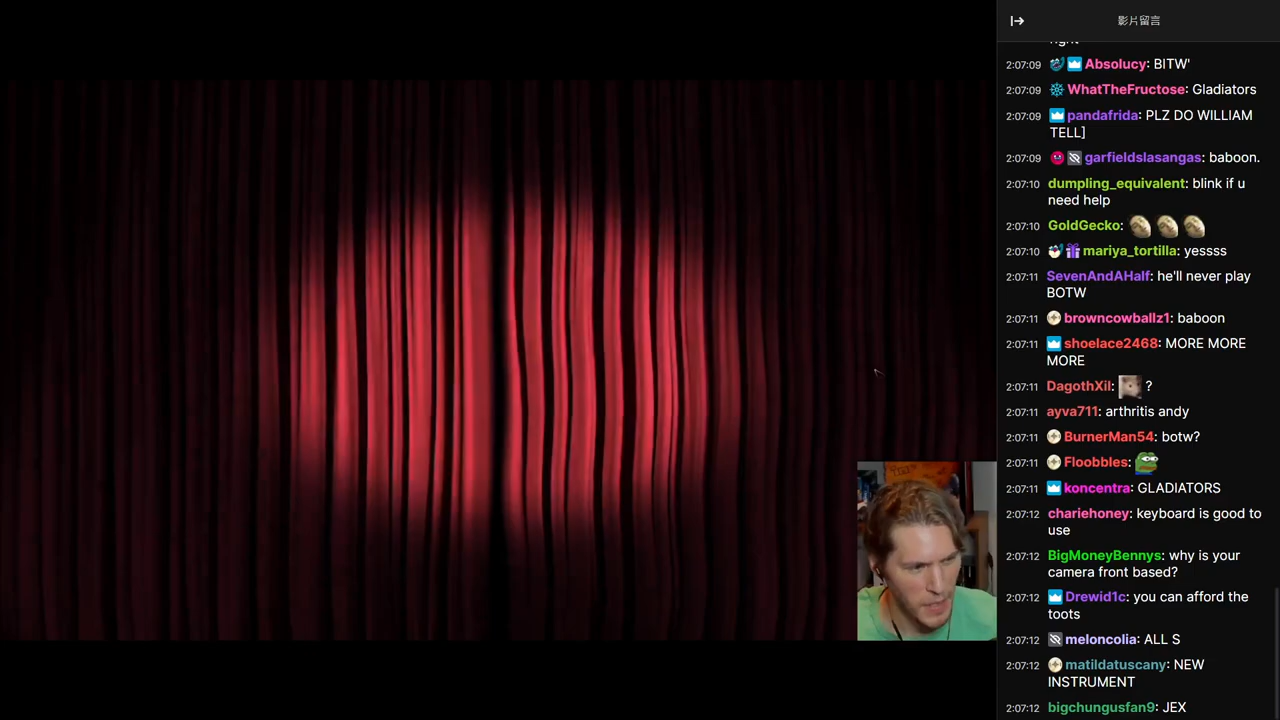 影片留言
2:07:09 Absolucy: BITW'
2:07:09 WhatTheFructose: Gladiators
2:07:09 pandafrida: PLZ DO WILLIAM
TELL]
2:07:09 garfieldslasangas: baboon.
2:07:10 dumpling_equivalent: blink if u
need help
2:07:10 GoldGecko:
2:07:10 mariya_tortilla: yessss
2:07:11 SevenAndAHalf: he'll never play
BOTW
2:07:11 browncowballz1: baboon
2:07:11 shoelace2468: MORE MORE
MORE
2:07:11 DagothXil: ?
2:07:11 ayva711: arthritis andy
2:07:11 BurnerMan54: botw?
2:07:11 Floobbles:
2:07:11 koncentra: GLADIATORS
2:07:12 chariehoney: keyboard is good to
use
2:07:12 BigMoneyBennys: why is your
camera front based?
2:07:12 Drewid1c: you can afford the
toots
2:07:12 meloncolia: ALL S
2:07:12 matildatuscany: NEW
INSTRUMENT
2:07:12 bigchungusfan9: JEX